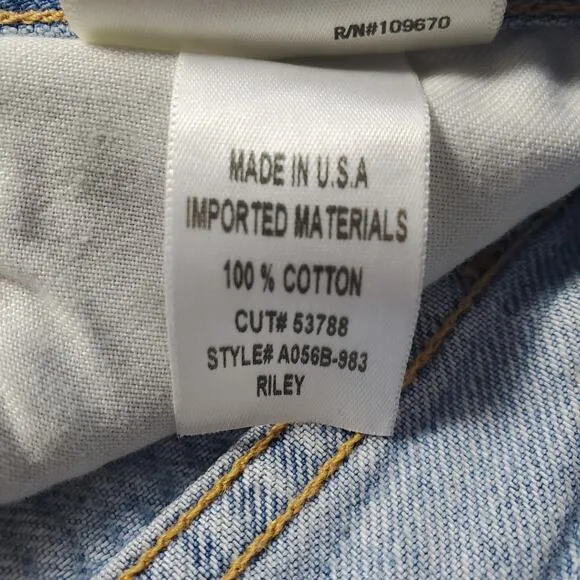 R/N#109670
MADE IN U.S.A
IMPORTED MATERIALS
100 % COTTON
CUT# 53788
STYLE# A056B-983
RILEY